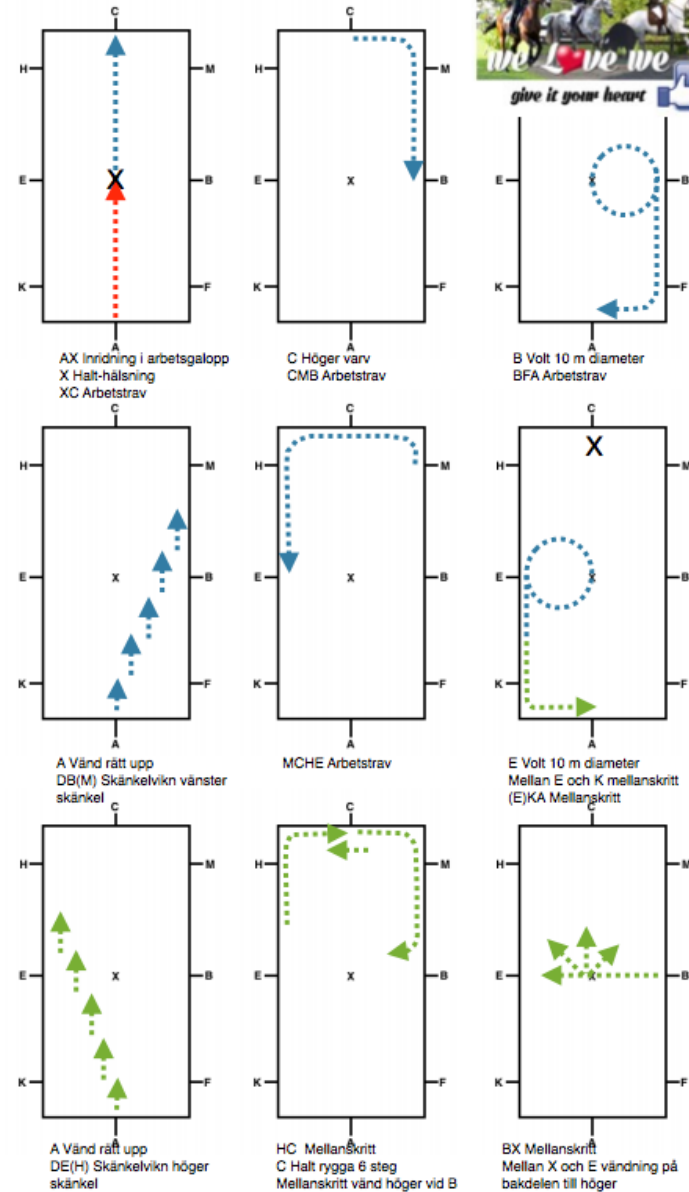 C
C
we Love we
give it your heart
H
M
H
M
E
X
B
E
X
B
E
X
B
K
F
K
F
K
F
A
A
A
AX Inridning i arbetsgalopp
X Halt-hälsning
XC Arbetstrav
C Höger varv
CMB Arbetstrav
B Volt 10 m diameter
BFA Arbetstrav
C
C
C
H
M
H
M
H
X
M
E
X
B
E
X
B
E
X
B
K
F
K
F
K
F
A
A
A
A Vänd rätt upp
DB(M) Skänkelvikn vänster
skänkel
MCHE Arbetstrav
E Volt 10 m diameter
Mellan E och K mellanskritt
(E)KA Mellanskritt
C
C
C
H
M
H
M
H
M
E
X
B
E
X
B
E
X
B
K
F
K
F
K
F
A
A
A
A Vänd rätt upp
DE(H) Skänkelvikn höger
skänkel
HC Mellanskritt
C Halt rygga 6 steg
Mellanskritt vänd höger vid B
BX Mellanskritt
Mellan X och E vändning på
bakdelen till höger